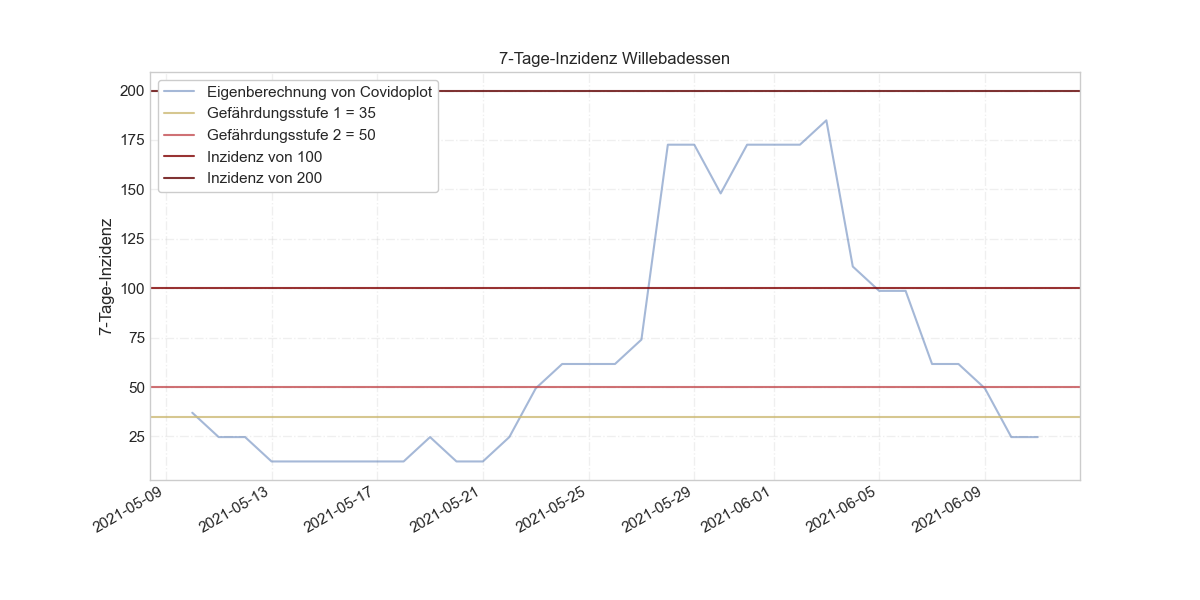 7-Tage-Inzidenz Willebadessen
Eigenberechnung von Covidoplot
Gefährdungsstufe 1 = 35
Gefährdungsstufe 2 = 50
Inzidenz von 100
Inzidenz von 200
7-Tage-Inzidenz
200
175
150
125
100
75
50
25
2021-05-09
2021-05-13
2021-05-17
2021-05-21
2021-05-25
2021-05-29
2021-06-01
2021-06-05
2021-06-09